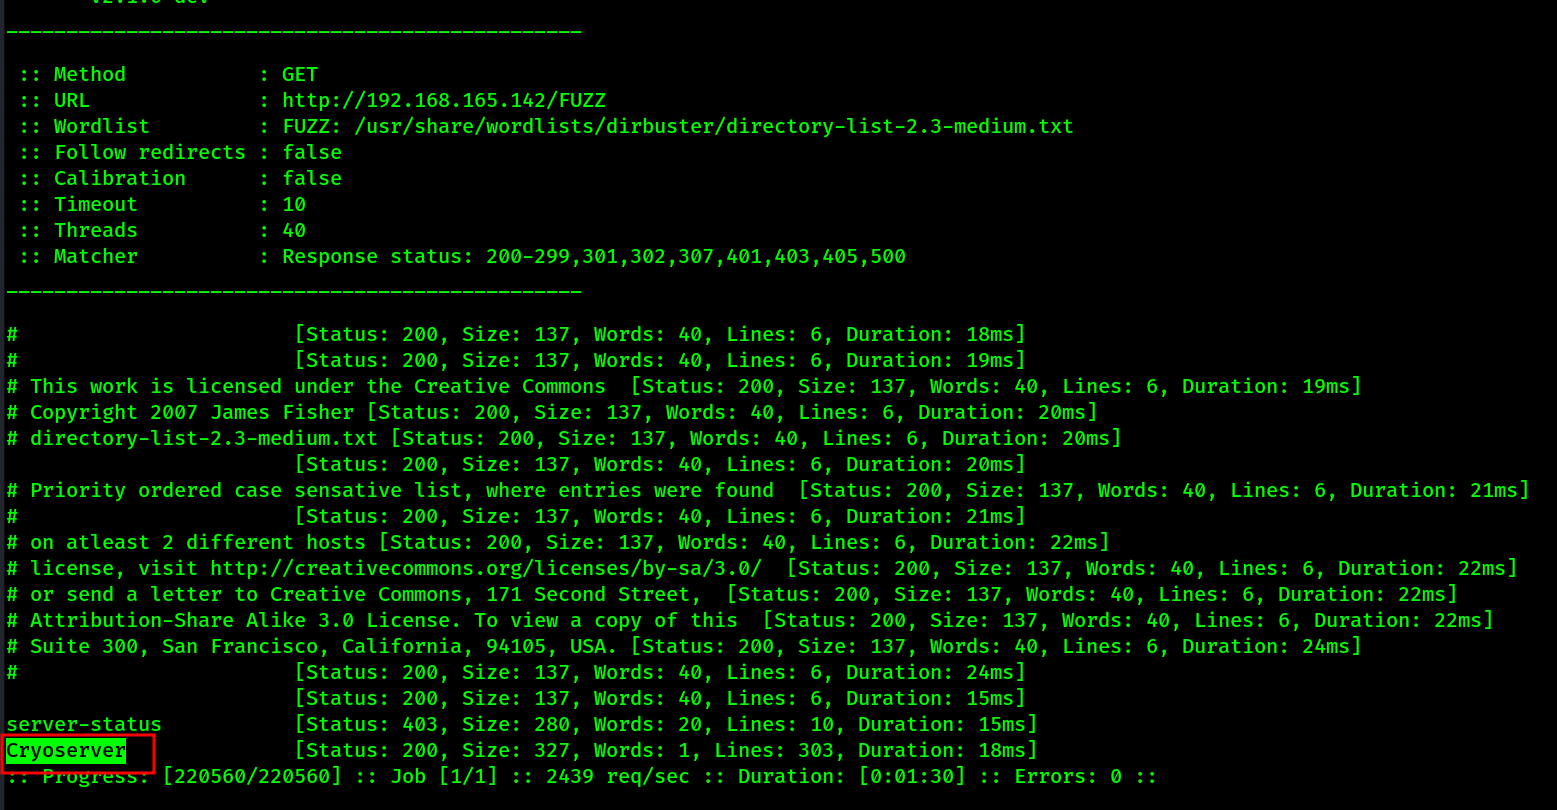 v2.1.0-dev
________________________________________________
:: Method : GET
:: URL : http://192.168.165.142/FUZZ
:: Wordlist : FUZZ: /usr/share/wordlists/dirbuster/directory-list-2.3-medium.txt
:: Follow redirects : false
:: Calibration : false
:: Timeout : 10
:: Threads : 40
:: Matcher : Response status: 200-299,301,302,307,401,403,405,500
________________________________________________
# [Status: 200, Size: 137, Words: 40, Lines: 6, Duration: 18ms]
# [Status: 200, Size: 137, Words: 40, Lines: 6, Duration: 19ms]
# This work is licensed under the Creative Commons [Status: 200, Size: 137, Words: 40, Lines: 6, Duration: 19ms]
# Copyright 2007 James Fisher [Status: 200, Size: 137, Words: 40, Lines: 6, Duration: 20ms]
# directory-list-2.3-medium.txt [Status: 200, Size: 137, Words: 40, Lines: 6, Duration: 20ms]
[Status: 200, Size: 137, Words: 40, Lines: 6, Duration: 20ms]
# Priority ordered case sensative list, where entries were found [Status: 200, Size: 137, Words: 40, Lines: 6, Duration: 21ms]
# [Status: 200, Size: 137, Words: 40, Lines: 6, Duration: 21ms]
# on atleast 2 different hosts [Status: 200, Size: 137, Words: 40, Lines: 6, Duration: 22ms]
# license, visit http://creativecommons.org/licenses/by-sa/3.0/ [Status: 200, Size: 137, Words: 40, Lines: 6, Duration: 22ms]
# or send a letter to Creative Commons, 171 Second Street, [Status: 200, Size: 137, Words: 40, Lines: 6, Duration: 22ms]
# Attribution-Share Alike 3.0 License. To view a copy of this [Status: 200, Size: 137, Words: 40, Lines: 6, Duration: 22ms]
# Suite 300, San Francisco, California, 94105, USA. [Status: 200, Size: 137, Words: 40, Lines: 6, Duration: 24ms]
# [Status: 200, Size: 137, Words: 40, Lines: 6, Duration: 24ms]
[Status: 200, Size: 137, Words: 40, Lines: 6, Duration: 15ms]
server-status [Status: 403, Size: 280, Words: 20, Lines: 10, Duration: 15ms]
Cryoserver [Status: 200, Size: 327, Words: 1, Lines: 303, Duration: 18ms]
:: Progress: [220560/220560] :: Job [1/1] :: 2439 req/sec :: Duration: [0:01:30] :: Errors: 0 ::